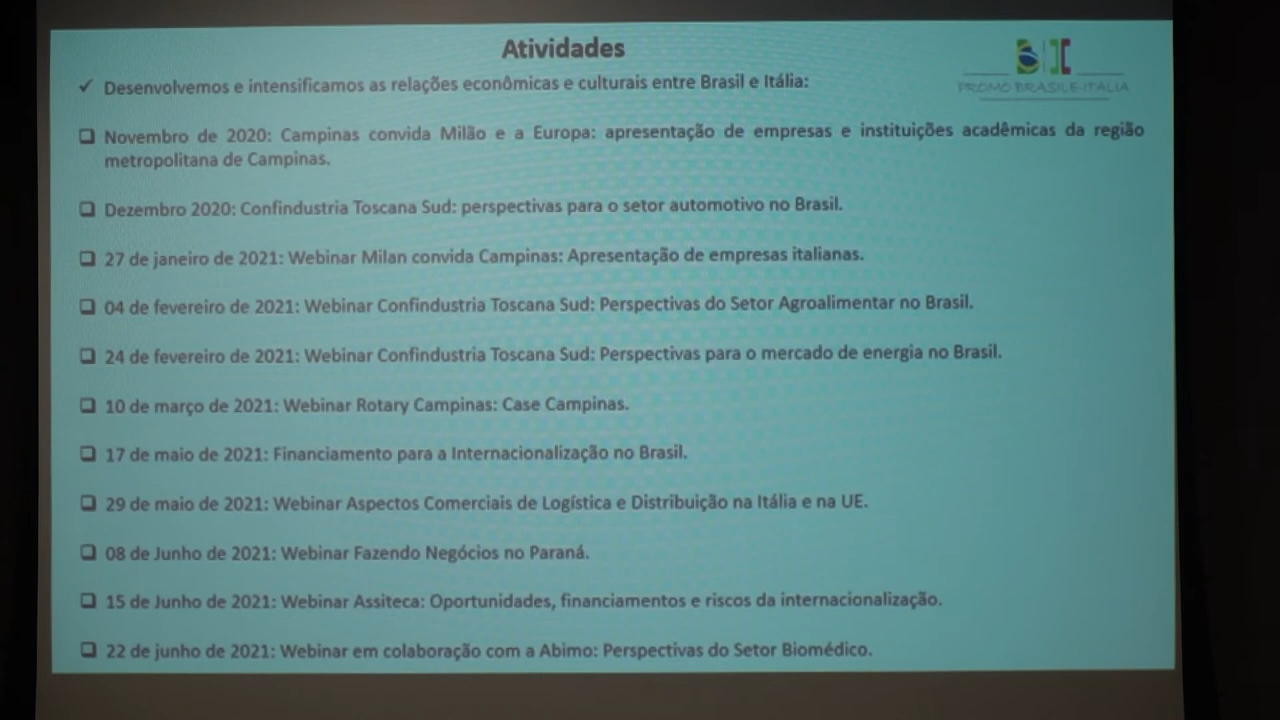 Atividades
PROMO BRASILE-ITALIA
✓ Desenvolvemos e intensificamos as relações econômicas e culturais entre Brasil e Itália:
❑ Novembro de 2020: Campinas convida Milão e a Europa: apresentação de empresas e instituições acadêmicas da região
metropolitana de Campinas.
❑ Dezembro 2020: Confindustria Toscana Sud: perspectivas para o setor automotivo no Brasil.
❑ 27 de janeiro de 2021: Webinar Milan convida Campinas: Apresentação de empresas italianas.
❑ 04 de fevereiro de 2021: Webinar Confindustria Toscana Sud: Perspectivas do Setor Agroalimentar no Brasil.
❑ 24 de fevereiro de 2021: Webinar Confindustria Toscana Sud: Perspectivas para o mercado de energia no Brasil.
❑ 10 de março de 2021: Webinar Rotary Campinas: Case Campinas.
❑ 17 de maio de 2021: Financiamento para a Internacionalização no Brasil.
❑ 29 de maio de 2021: Webinar Aspectos Comerciais de Logística e Distribuição na Itália e na UE.
❑ 08 de Junho de 2021: Webinar Fazendo Negócios no Paraná.
❑ 15 de Junho de 2021: Webinar Assiteca: Oportunidades, financiamentos e riscos da internacionalização.
❑ 22 de junho de 2021: Webinar em colaboração com a Abimo: Perspectivas do Setor Biomédico.